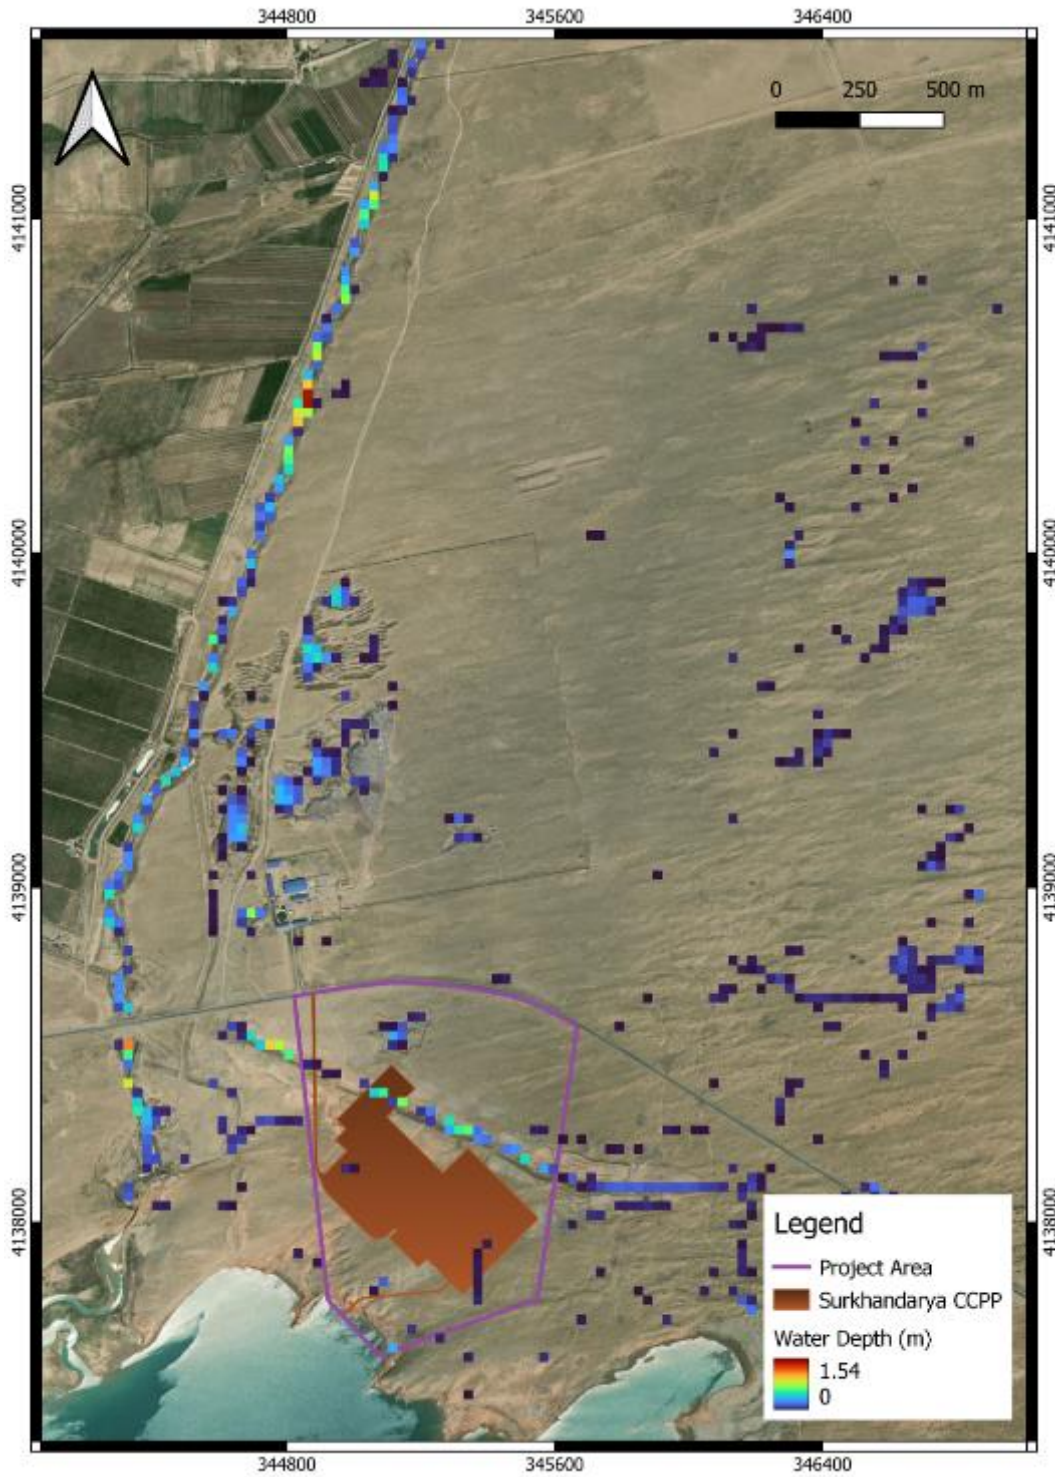 344800 345600 346400
0 250 500 m
4141000 4141000
4140000 4140000
4139000 4139000
4138000 4138000
Legend
Project Area
Surkhandarya CCPP
Water Depth (m)
1.54
0
344800 345600 346400